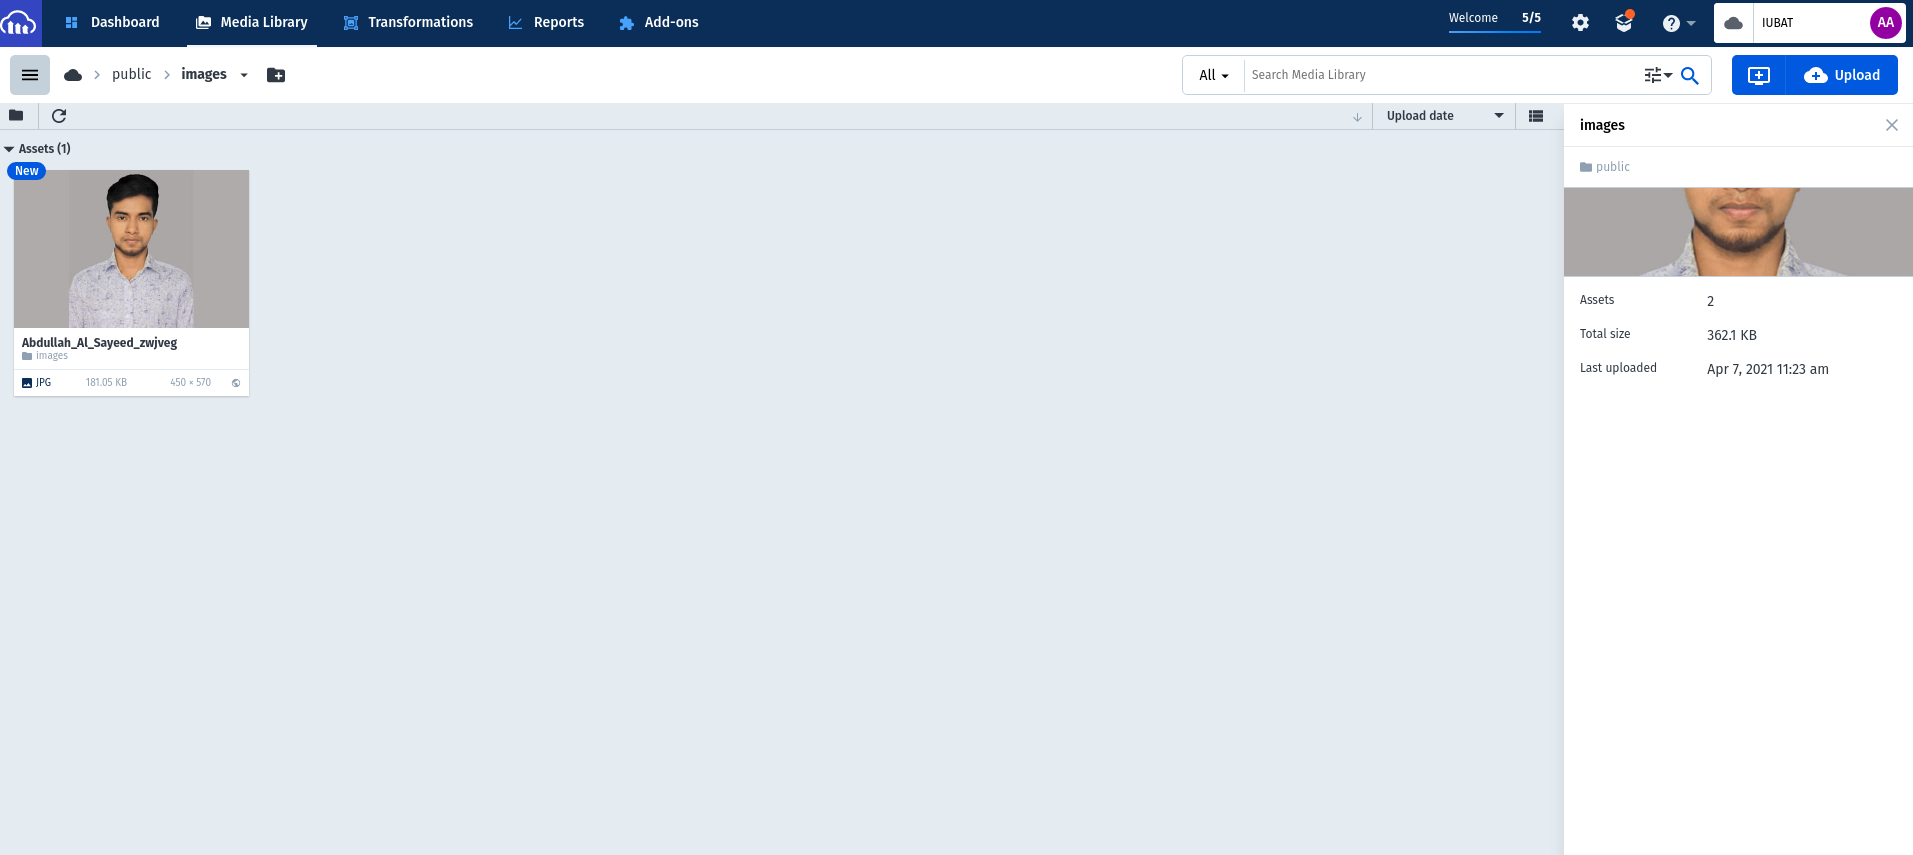 Dashboard
Media Library
Transformations
Reports
Add-ons
Welcome 5/5
IUBAT
AA
public
images
All
Search Media Library
Upload
Upload date
Assets (1)
New
Abdullah_Al_Sayeed_zwjveg
images
JPG 181.05 KB 450 × 570
images
public
Assets 2
Total size 362.1 KB
Last uploaded Apr 7, 2021 11:23 am